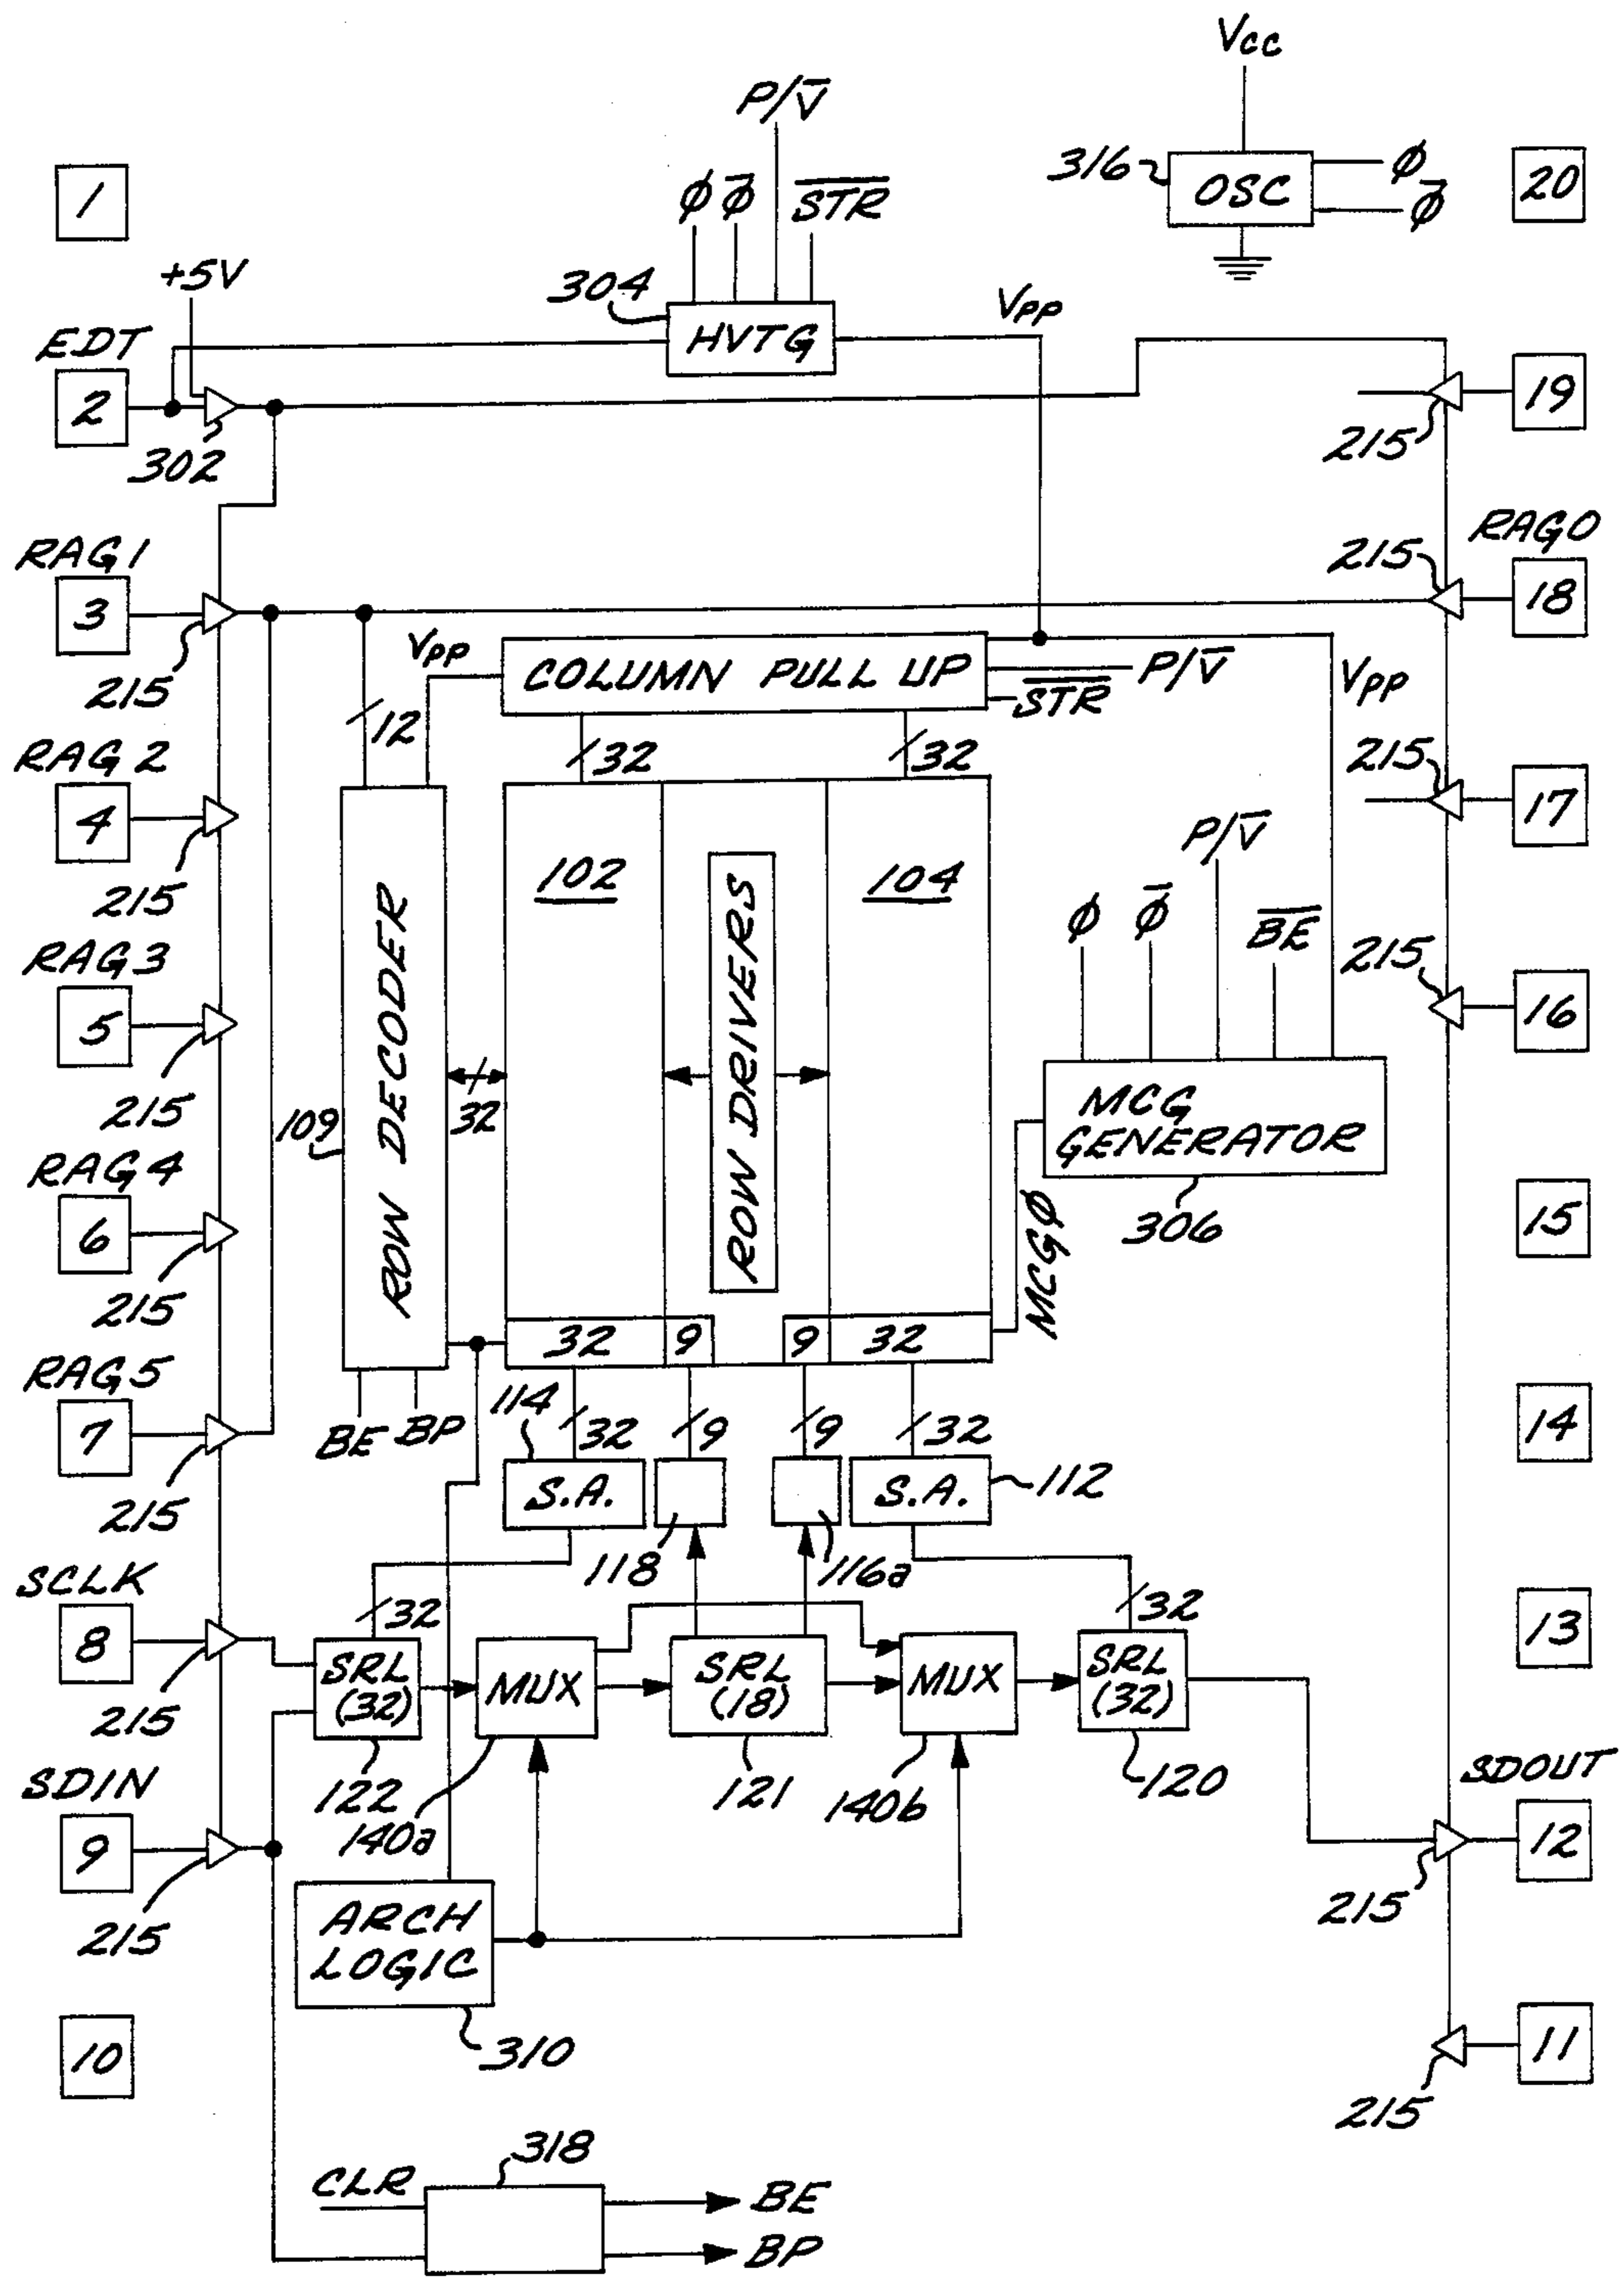 Vcc
P/V̅
316
OSC
ϕ
ϕ̅
1
20
ϕ ϕ̅ S̅T̅R̅
+5V
304
Vpp
HVTG
EDT
2
302
19
215
RAG1
3
215
RAG0
215
18
Vpp
COLUMN PULL UP
P/V̅
S̅T̅R̅
Vpp
12
32
32
RAG 2
4
215
215
17
102
104
P/V̅
ϕ ϕ̅ B̅E̅
RAG3
5
215
215
16
ROW DECODER
109
32
ROW DRIVERS
MCG
GENERATOR
306
MCGϕ
RAG4
6
215
15
32 9 9 32
RAG5
7
215
BE BP
114
32
9
9
32
14
S.A.
S.A.
112
118
116a
SCLK
8
215
32
SRL
(32)
122
MUX
140a
SRL
(18)
121
MUX
140b
32
SRL
(32)
120
13
SDIN
9
215
SDOUT
12
215
ARCH
LOGIC
310
10
11
215
318
CLR
BE
BP